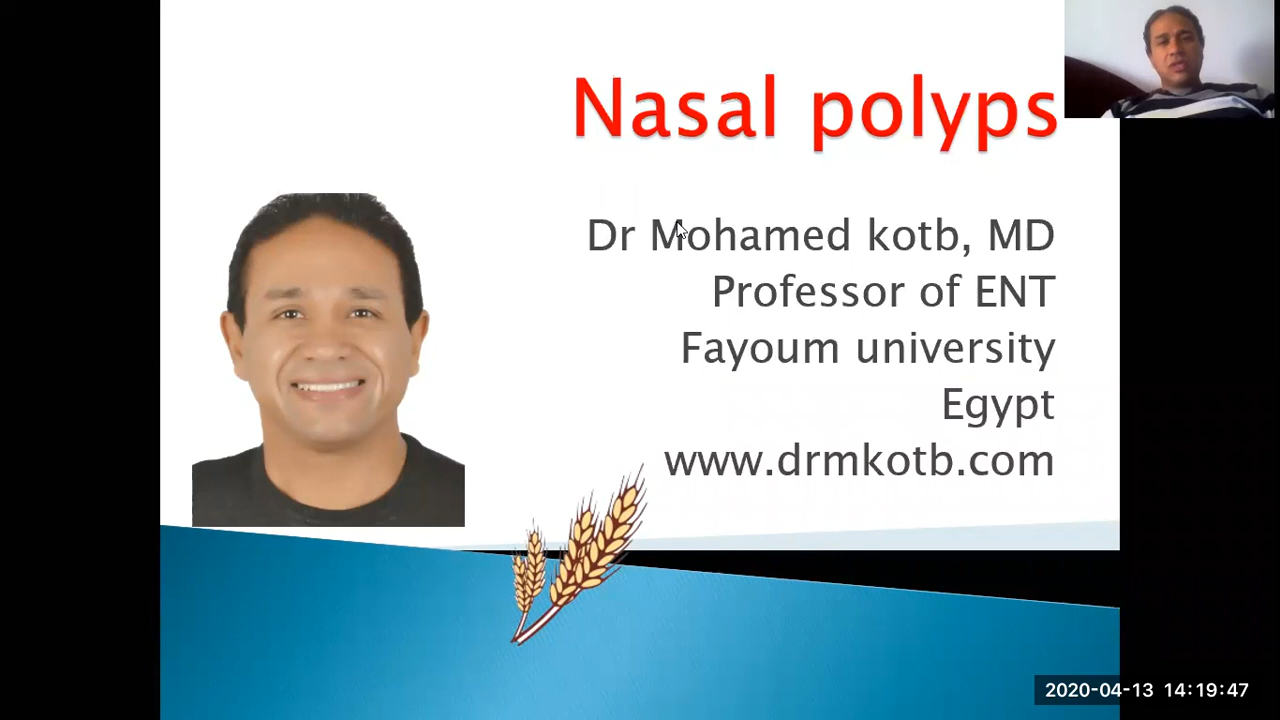 Nasal polyps
Dr Mohamed kotb, MD
Professor of ENT
Fayoum university
Egypt
www.drmkotb.com
2020-04-13 14:19:47